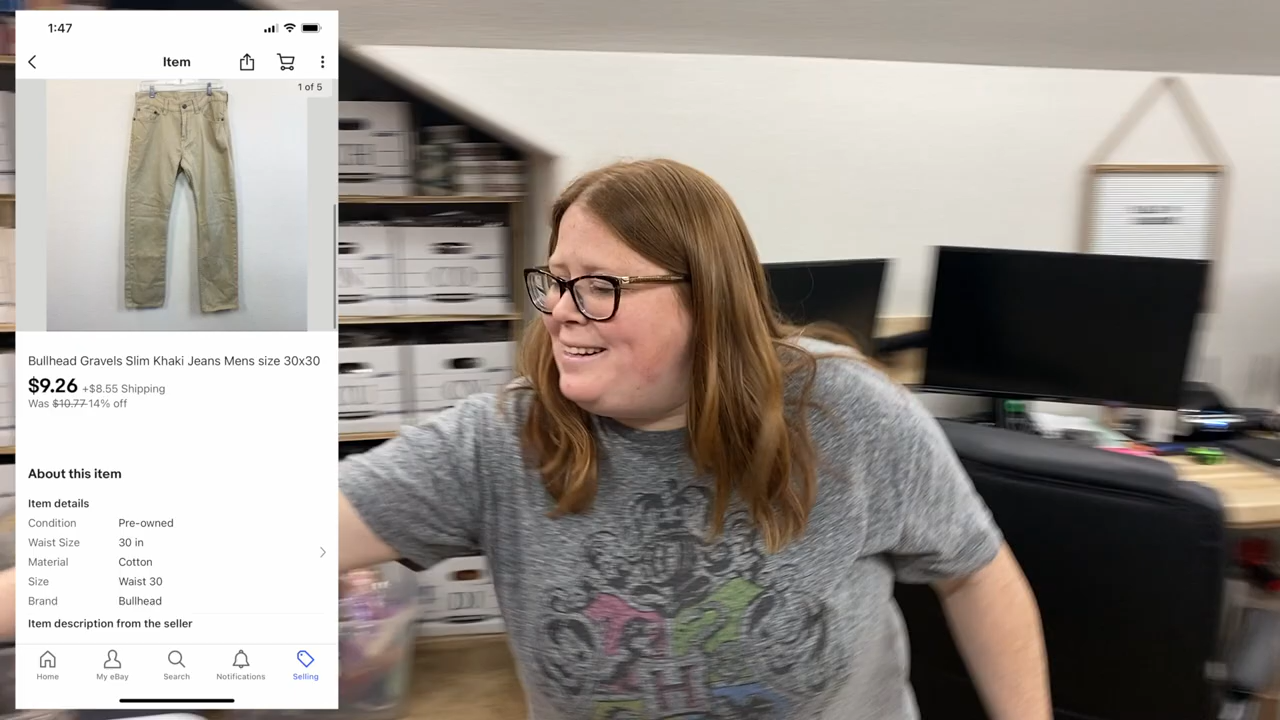 1:47
Item
1 of 5
Bullhead Gravels Slim Khaki Jeans Mens size 30x30
$9.26 +$8.55 Shipping
Was $10.77 14% off
About this item
Item details
Condition Pre-owned
Waist Size 30 in
Material Cotton
Size Waist 30
Brand Bullhead
Item description from the seller
Home My eBay Search Notifications Selling